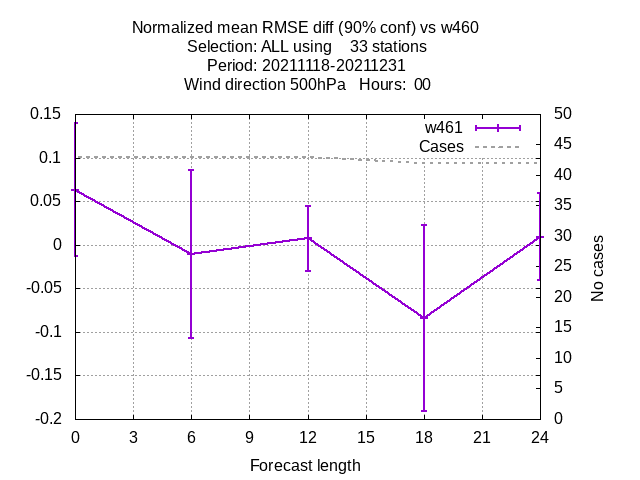 Normalized mean RMSE diff (90% conf) vs w460
Selection: ALL using    33 stations
Period: 20211118-20211231
Wind direction 500hPa   Hours:  00
w461
Cases
0.15
0.1
0.05
0
-0.05
-0.1
-0.15
-0.2
50
45
40
35
30
25
20
15
10
5
0
No cases
0 3 6 9 12 15 18 21 24
Forecast length